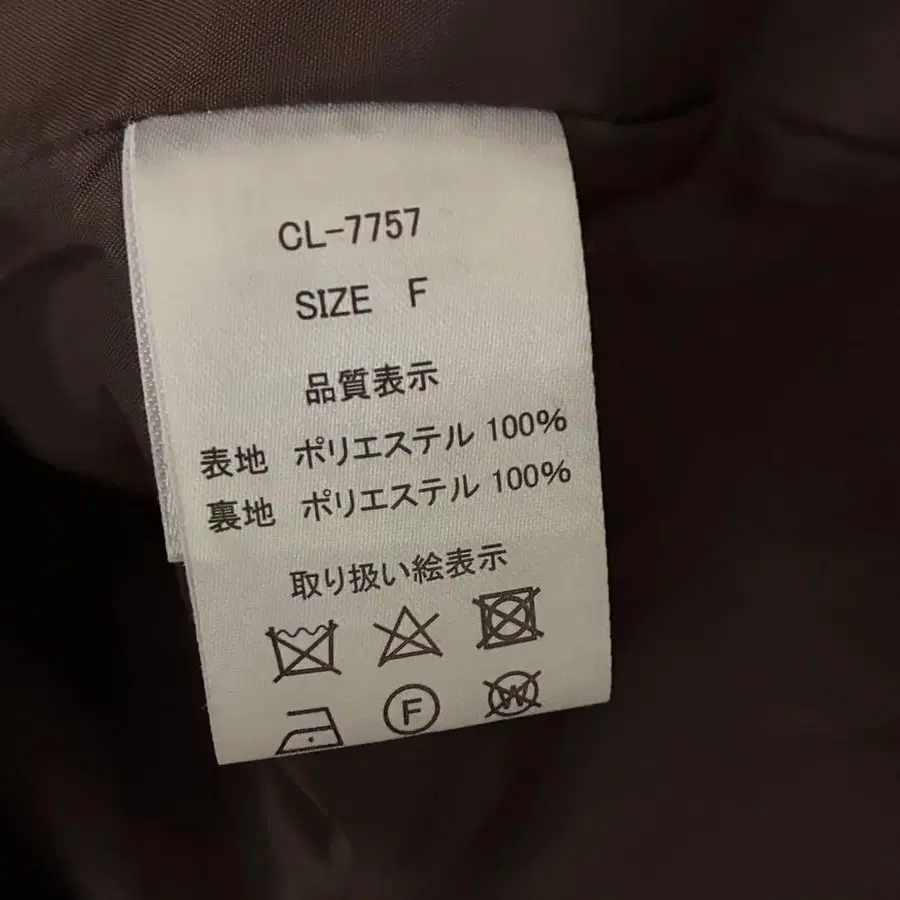 CL-7757
SIZE F
品質表示
表地 ポリエステル 100%
裏地 ポリエステル 100%
取り扱い絵表示
F W